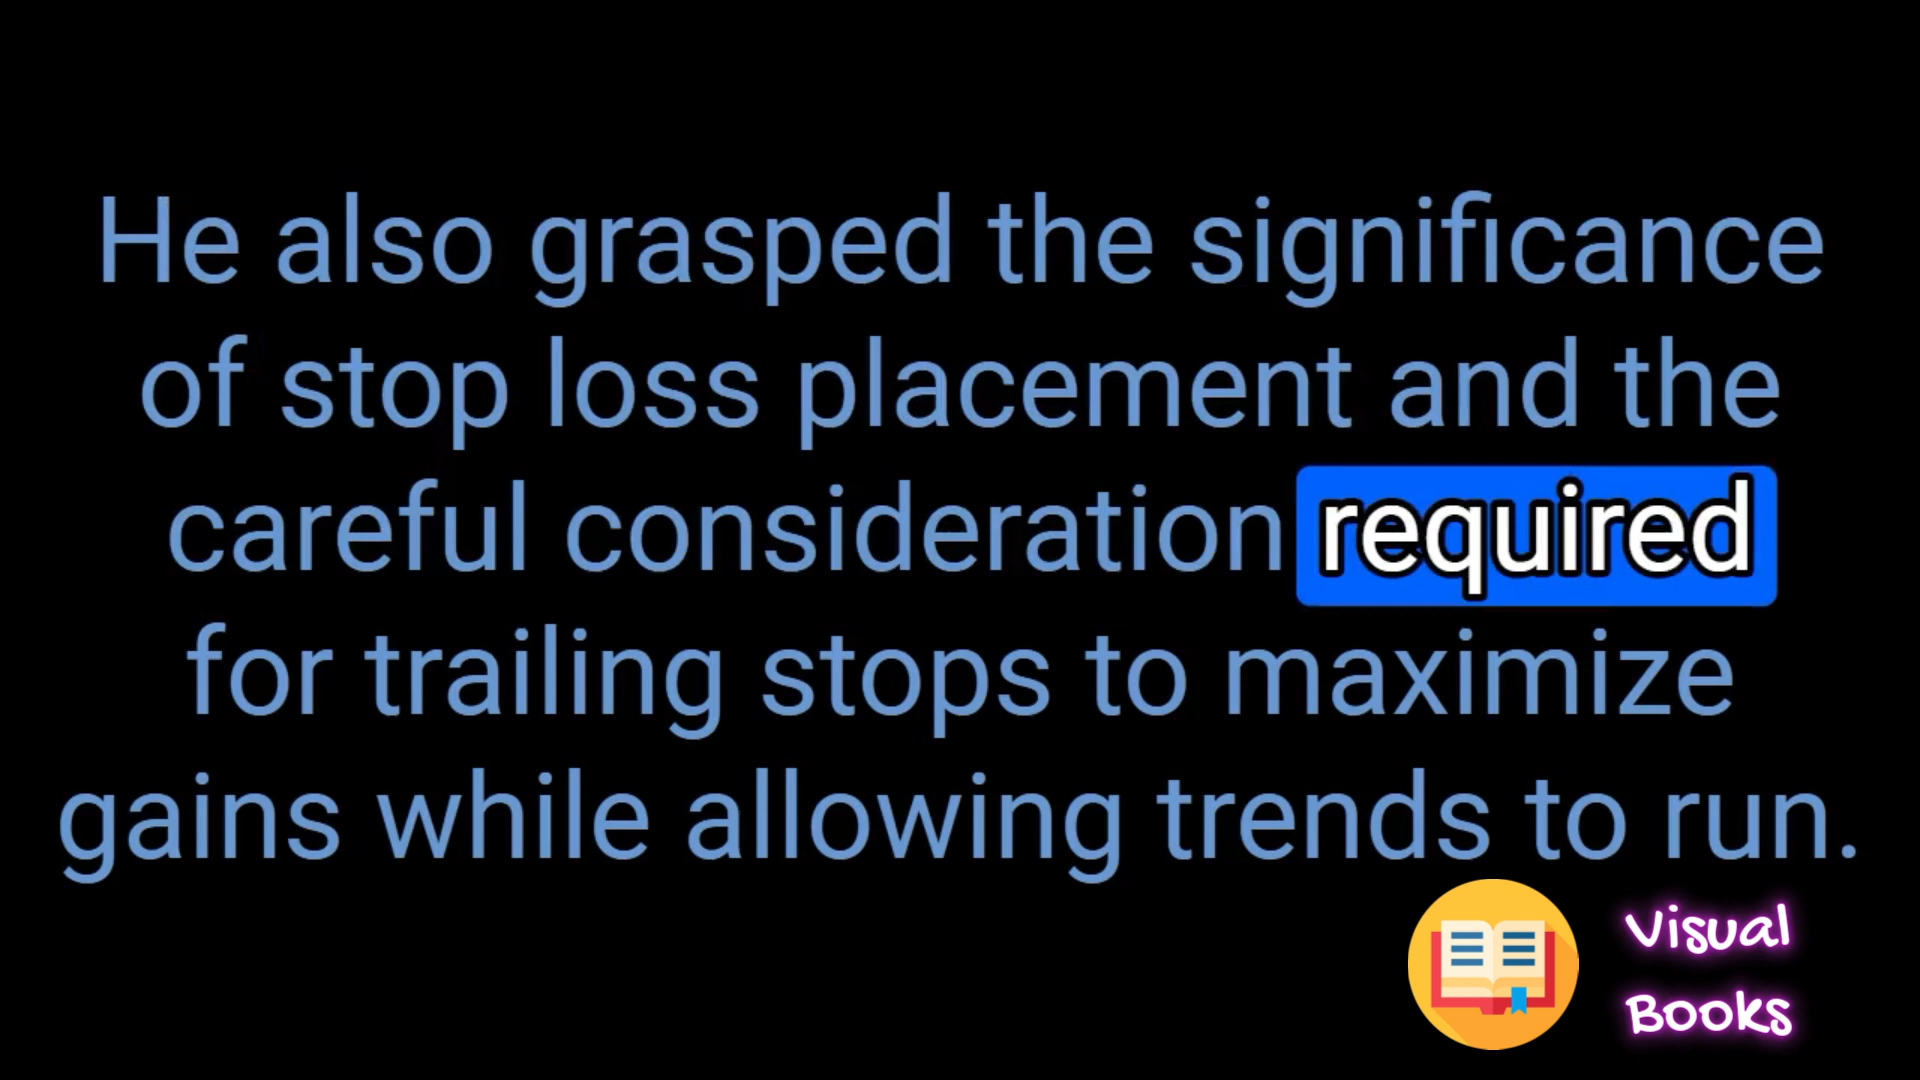 He also grasped the significance
of stop loss placement and the
careful consideration required
for trailing stops to maximize
gains while allowing trends to run.
Visual
Books